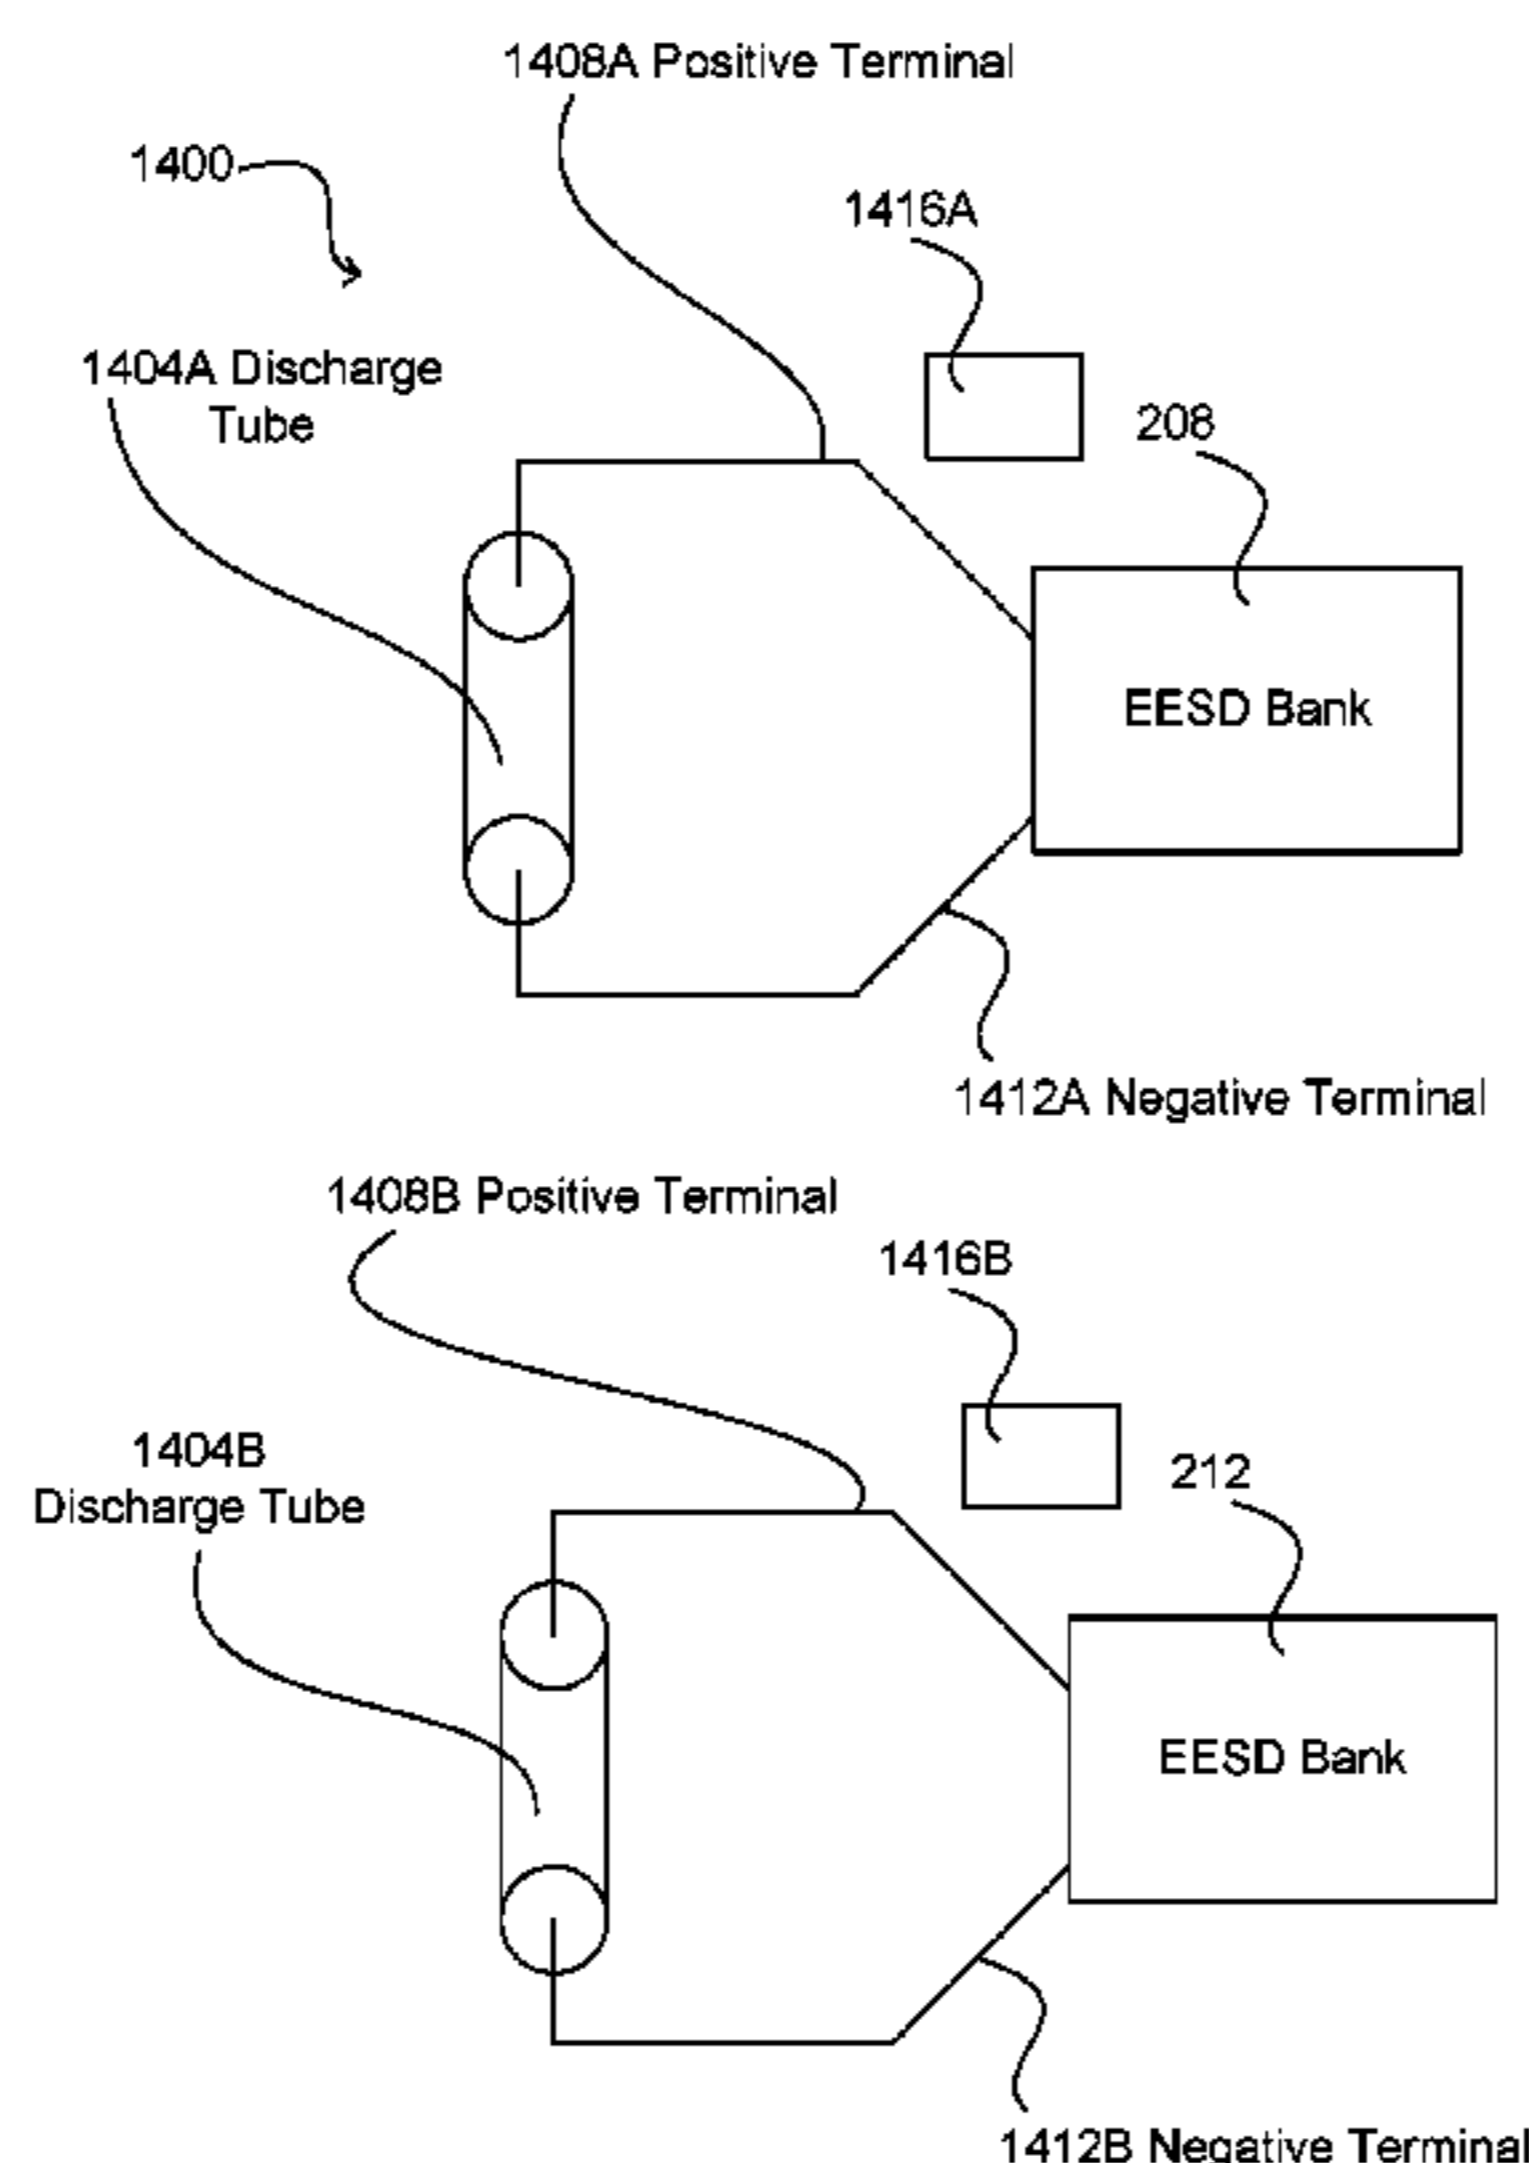 1408A Positive Terminal
1400
1416A
1404A Discharge
Tube
208
EESD Bank
1412A Negative Terminal
1408B Positive Terminal
1416B
1404B
Discharge Tube
212
EESD Bank
1412B Negative Terminal